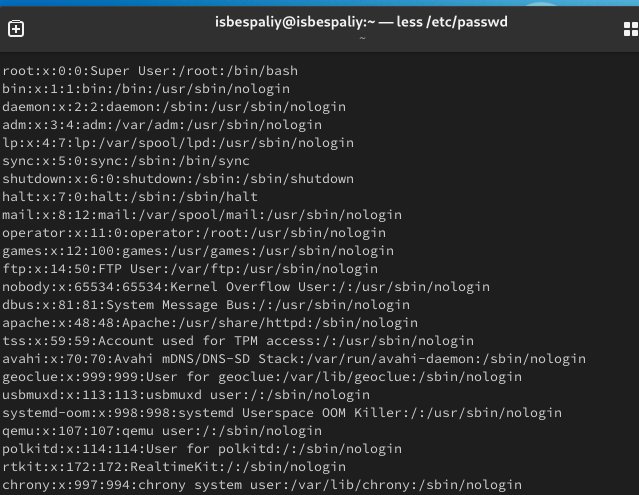 isbespaliy@isbespaliy:~ — less /etc/passwd
~
root:x:0:0:Super User:/root:/bin/bash
bin:x:1:1:bin:/bin:/usr/sbin/nologin
daemon:x:2:2:daemon:/sbin:/usr/sbin/nologin
adm:x:3:4:adm:/var/adm:/usr/sbin/nologin
lp:x:4:7:lp:/var/spool/lpd:/usr/sbin/nologin
sync:x:5:0:sync:/sbin:/bin/sync
shutdown:x:6:0:shutdown:/sbin:/sbin/shutdown
halt:x:7:0:halt:/sbin:/sbin/halt
mail:x:8:12:mail:/var/spool/mail:/usr/sbin/nologin
operator:x:11:0:operator:/root:/usr/sbin/nologin
games:x:12:100:games:/usr/games:/usr/sbin/nologin
ftp:x:14:50:FTP User:/var/ftp:/usr/sbin/nologin
nobody:x:65534:65534:Kernel Overflow User:/:/usr/sbin/nologin
dbus:x:81:81:System Message Bus:/:/usr/sbin/nologin
apache:x:48:48:Apache:/usr/share/httpd:/sbin/nologin
tss:x:59:59:Account used for TPM access:/:/usr/sbin/nologin
avahi:x:70:70:Avahi mDNS/DNS-SD Stack:/var/run/avahi-daemon:/sbin/nologin
geoclue:x:999:999:User for geoclue:/var/lib/geoclue:/sbin/nologin
usbmuxd:x:113:113:usbmuxd user:/:/sbin/nologin
systemd-oom:x:998:998:systemd Userspace OOM Killer:/:/usr/sbin/nologin
qemu:x:107:107:qemu user:/:/sbin/nologin
polkitd:x:114:114:User for polkitd:/:/sbin/nologin
rtkit:x:172:172:RealtimeKit:/:/sbin/nologin
chrony:x:997:994:chrony system user:/var/lib/chrony:/sbin/nologin